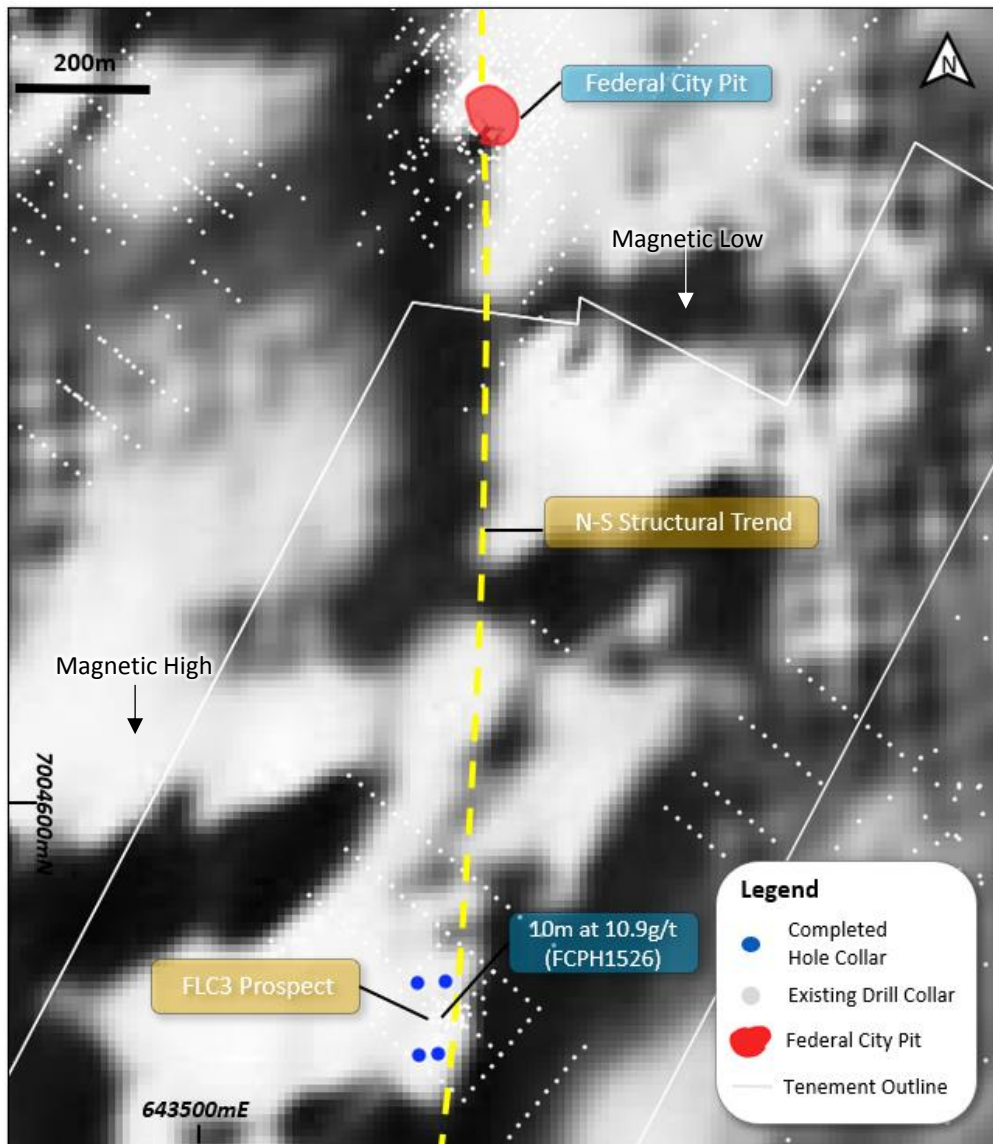 200m
N
Federal City Pit
Magnetic Low
N-S Structural Trend
Magnetic High
7004600mN
10m at 10.9g/t
(FCPH1526)
FLC3 Prospect
643500mE
Legend
Completed
Hole Collar
Existing Drill Collar
Federal City Pit
Tenement Outline